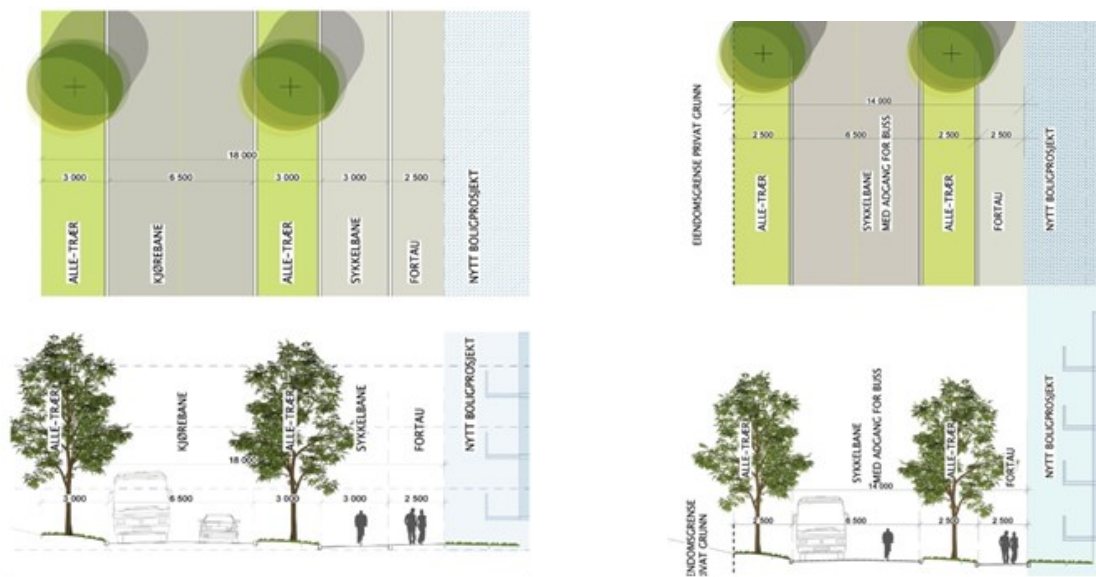 18 000
3 000
6 500
3 000
3 000
2 500
ALLE-TRÆR
KJØREBANE
ALLE-TRÆR
SYKKELBANE
FORTAU
NYTT BOLIGPROSJEKT
EIENDOMSGRENSE PRIVAT GRUNN
14 000
2 500
6 500
2 500
2 500
ALLE-TRÆR
SYKKELBANE
MED ADGANG FOR BUSS
ALLE-TRÆR
FORTAU
NYTT BOLIGPROSJEKT
ALLE-TRÆR
KJØREBANE
ALLE-TRÆR
SYKKELBANE
FORTAU
NYTT BOLIGPROSJEKT
18 000
3 000
6 500
3 000
3 000
2 500
ALLE-TRÆR
SYKKELBANE
MED ADGANG FOR BUSS
ALLE-TRÆR
FORTAU
NYTT BOLIGPROSJEKT
14 000
2 500
6 500
2 500
2 500
ENDOMSGRENSE
IVAT GRUNN